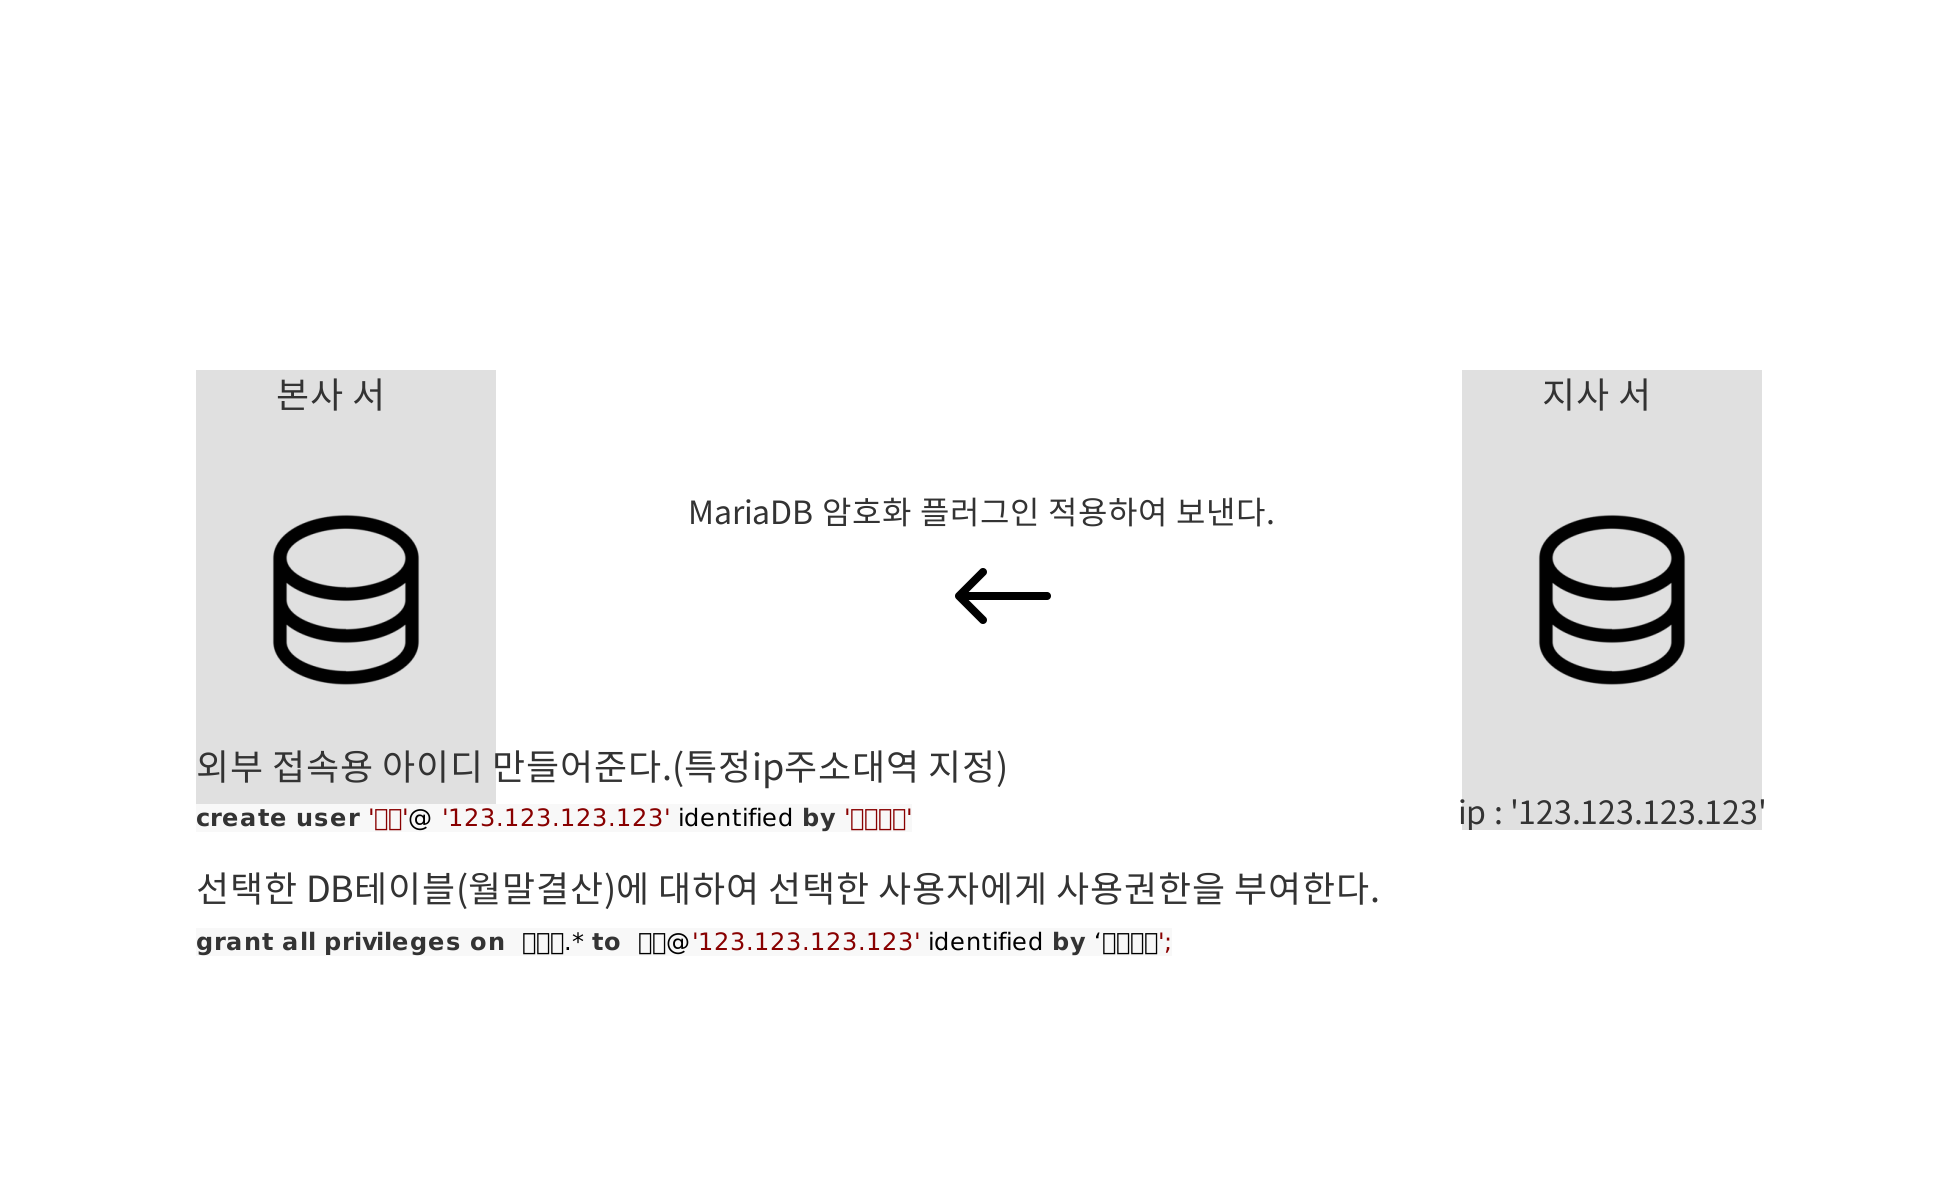 본사 서
지사 서
MariaDB 암호화 플러그인 적용하여 보낸다.
외부 접속용 아이디 만들어준다.(특정ip주소대역 지정)
create user '□□'@ '123.123.123.123' identified by '□□□□'
ip : '123.123.123.123'
선택한 DB테이블(월말결산)에 대하여 선택한 사용자에게 사용권한을 부여한다.
grant all privileges on □□□.* to □□@'123.123.123.123' identified by ‘□□□□';